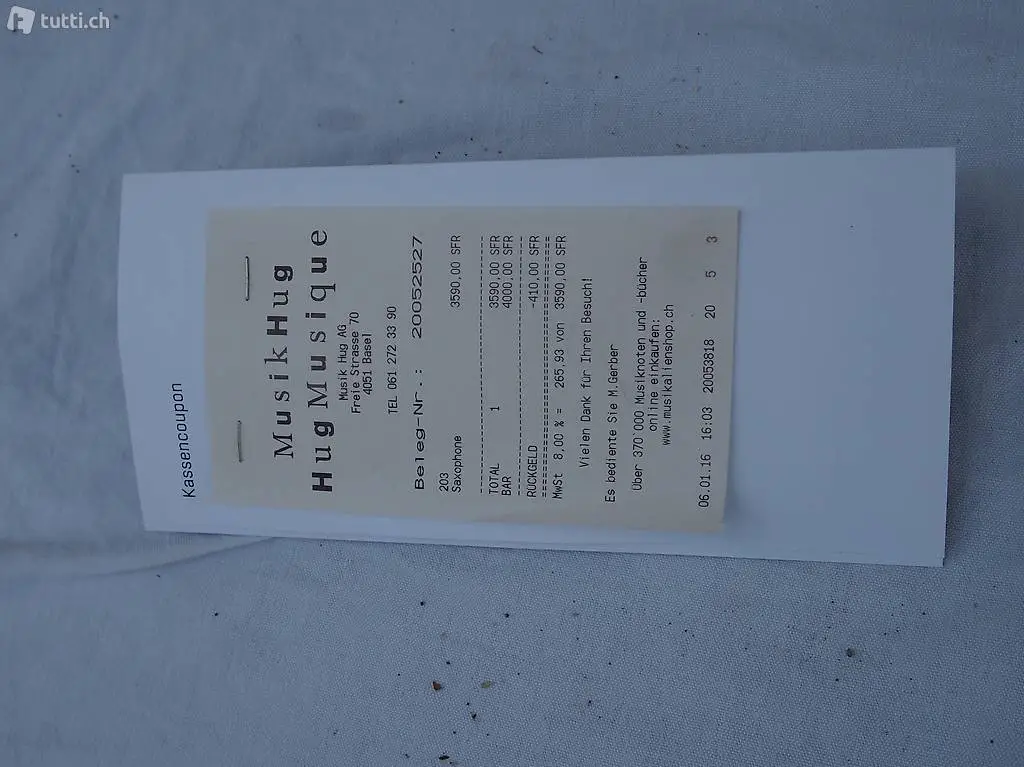 tutti.ch
Kassencoupon
Musik Hug
Hug Musique
Musik Hug AG
Freie Strasse 70
4051 Basel
TEL 061 272 33 90
Beleg-Nr.: 20052527
203
Saxophone 3590,00 SFR
TOTAL 1 3590,00 SFR
BAR 4000,00 SFR
RÜCKGELD -410,00 SFR
MwSt 8,00 % = 265,93 von 3590,00 SFR
Vielen Dank für Ihren Besuch!
Es bediente Sie M.Gerber
Über 370 000 Musiknoten und -bücher
online einkaufen:
www.musikalienshop.ch
06.01.16 16:03 20053818 20 5 3